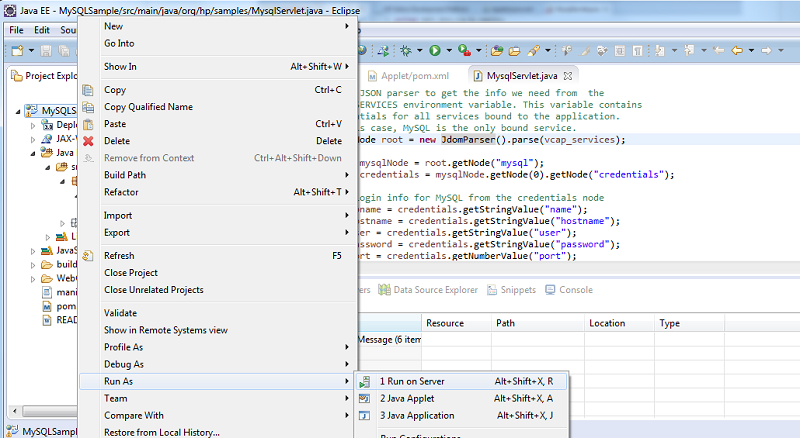 Java EE - MySQLSample/src/main/java/org/hp/samples/MysqlServlet.java - Eclipse
File Edit
New
Go Into
Show In Alt+Shift+W
Copy Ctrl+C
Copy Qualified Name
Paste Ctrl+V
Delete Delete
Remove from Context Ctrl+Alt+Shift+Down
Build Path
Refactor Alt+Shift+T
Import
Export
Refresh F5
Close Project
Close Unrelated Projects
Validate
Show in Remote Systems view
Profile As
Debug As
Run As
Team
Compare With
Restore from Local History...
1 Run on Server Alt+Shift+X, R
2 Java Applet Alt+Shift+X, A
3 Java Application Alt+Shift+X, J
Run Configurations...
Project Explo
MySQLS
Deplo
JAX-W
Java
sr
L
JavaS
build
WebC
mani
pom
READ
MySQLSamp
Applet/pom.xml
MysqlServlet.java
JSON parser to get the info we need from the
SERVICES environment variable. This variable contains
ntials for all services bound to the application.
s case, MySQL is the only bound service.
Node root = new JdomParser().parse(vcap_services);
mysqlNode = root.getNode("mysql");
credentials = mysqlNode.getNode(0).getNode("credentials");
login info for MySQL from the credentials node
name = credentials.getStringValue("name");
stname = credentials.getStringValue("hostname");
er = credentials.getStringValue("user");
ssword = credentials.getStringValue("password");
rt = credentials.getNumberValue("port");
ers Data Source Explorer Snippets Console
Resource Path Location Type
Message (6 item